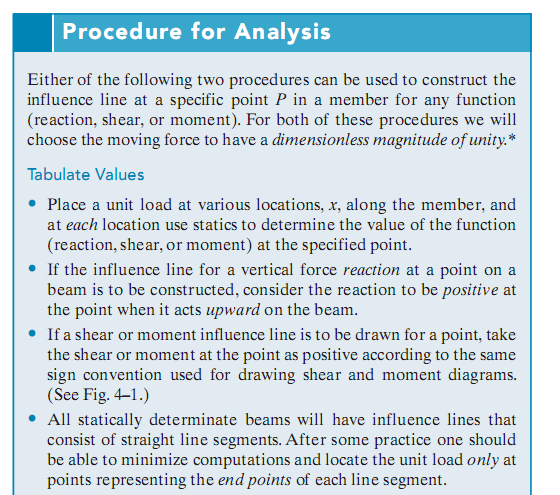 Procedure for Analysis
Either of the following two procedures can be used to construct the
influence line at a specific point P in a member for any function
(reaction, shear, or moment). For both of these procedures we will
choose the moving force to have a dimensionless magnitude of unity.*
Tabulate Values
• Place a unit load at various locations, x, along the member, and
at each location use statics to determine the value of the function
(reaction, shear, or moment) at the specified point.
• If the influence line for a vertical force reaction at a point on a
beam is to be constructed, consider the reaction to be positive at
the point when it acts upward on the beam.
• If a shear or moment influence line is to be drawn for a point, take
the shear or moment at the point as positive according to the same
sign convention used for drawing shear and moment diagrams.
(See Fig. 4–1.)
• All statically determinate beams will have influence lines that
consist of straight line segments. After some practice one should
be able to minimize computations and locate the unit load only at
points representing the end points of each line segment.